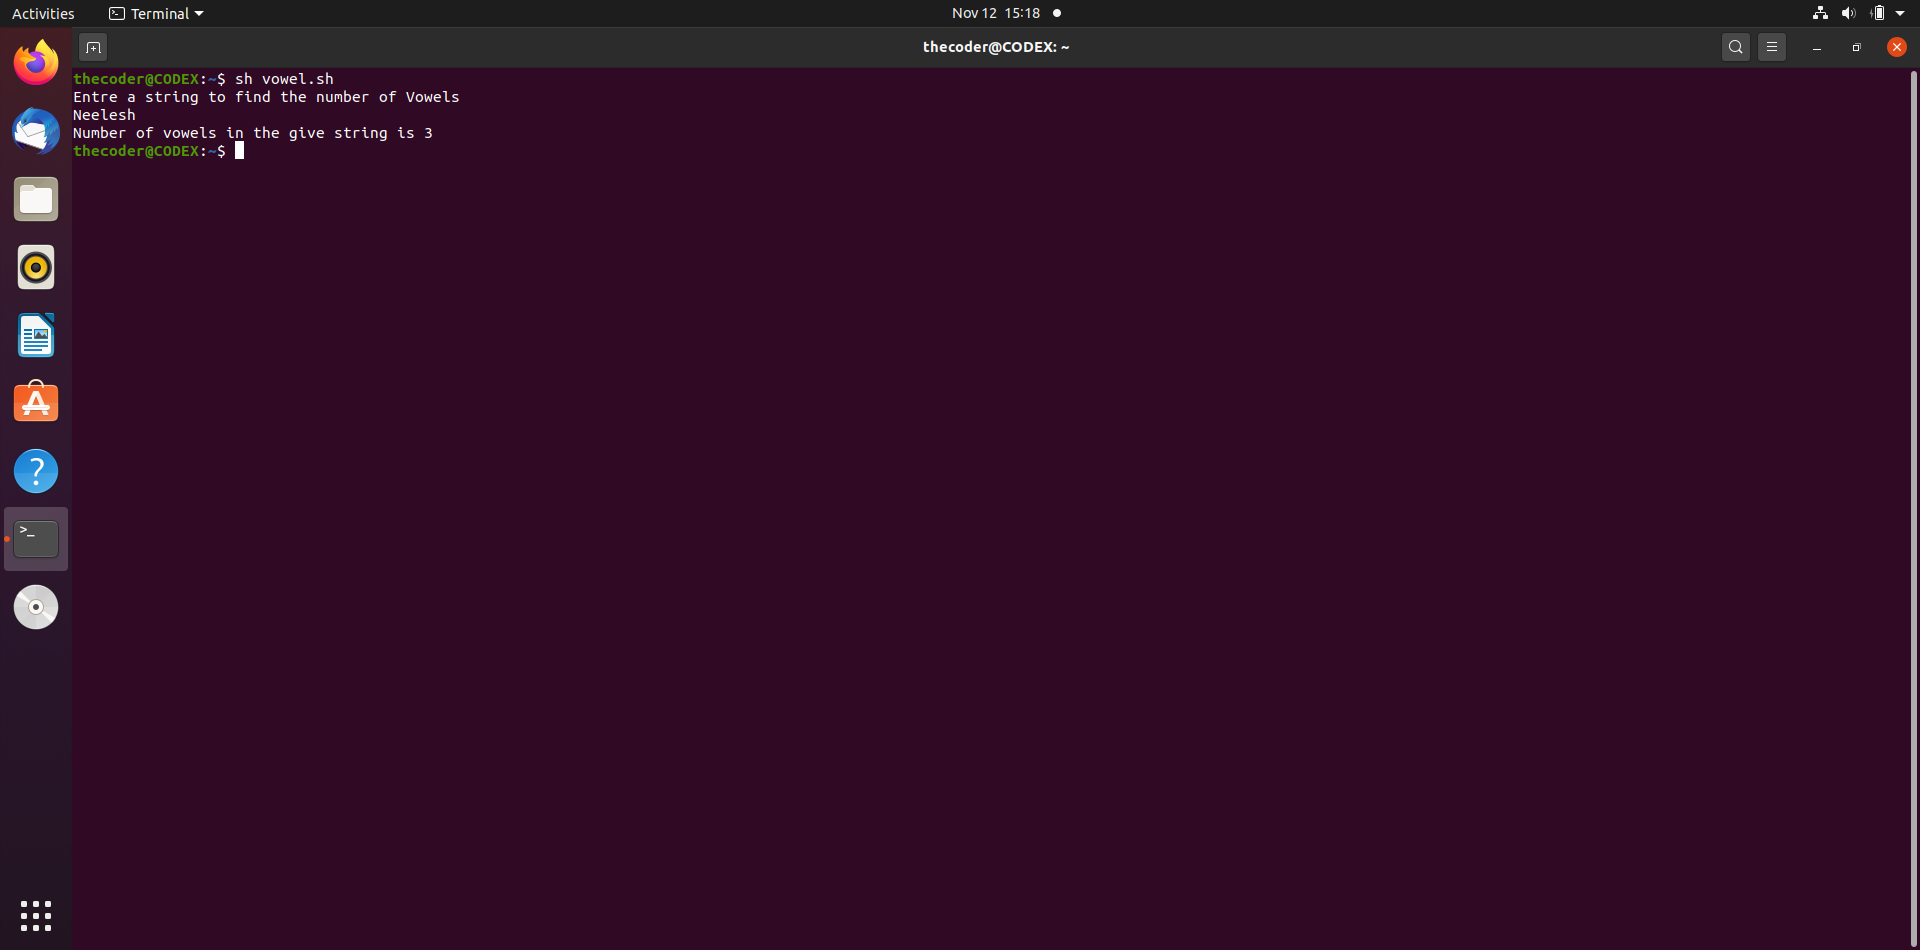 Activities Terminal Nov 12 15:18
thecoder@CODEX: ~
thecoder@CODEX:~$ sh vowel.sh
Entre a string to find the number of Vowels
Neelesh
Number of vowels in the give string is 3
thecoder@CODEX:~$